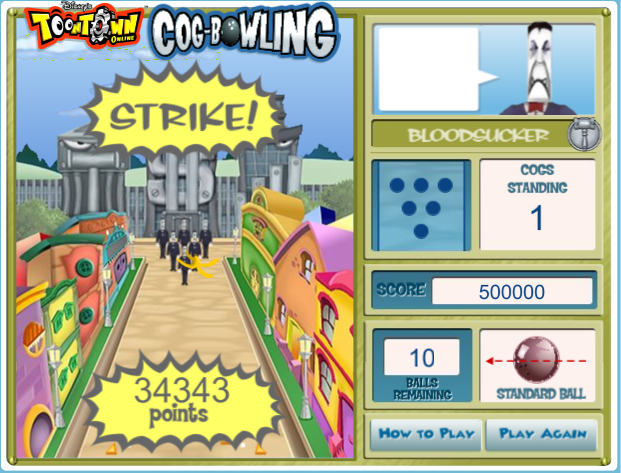 Disney's
TOONTOWN
ONLINE
COG-BOWLING
STRIKE!
34343
points
BLOODSUCKER
COGS
STANDING
1
SCORE
500000
10
BALLS
REMAINING
STANDARD BALL
HOW TO PLAY
PLAY AGAIN